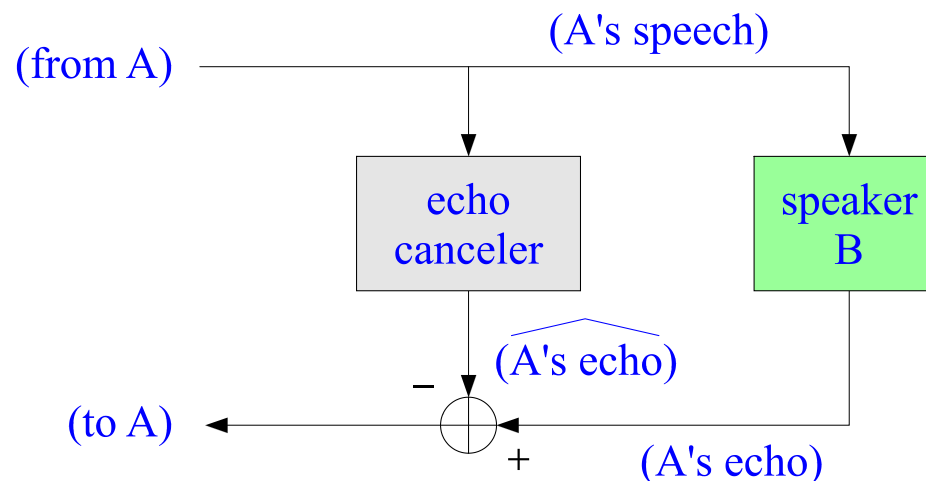 (A's speech)
(from A)
echo
canceler
speaker
B
(A's echo)
−
(to A)
+
(A's echo)